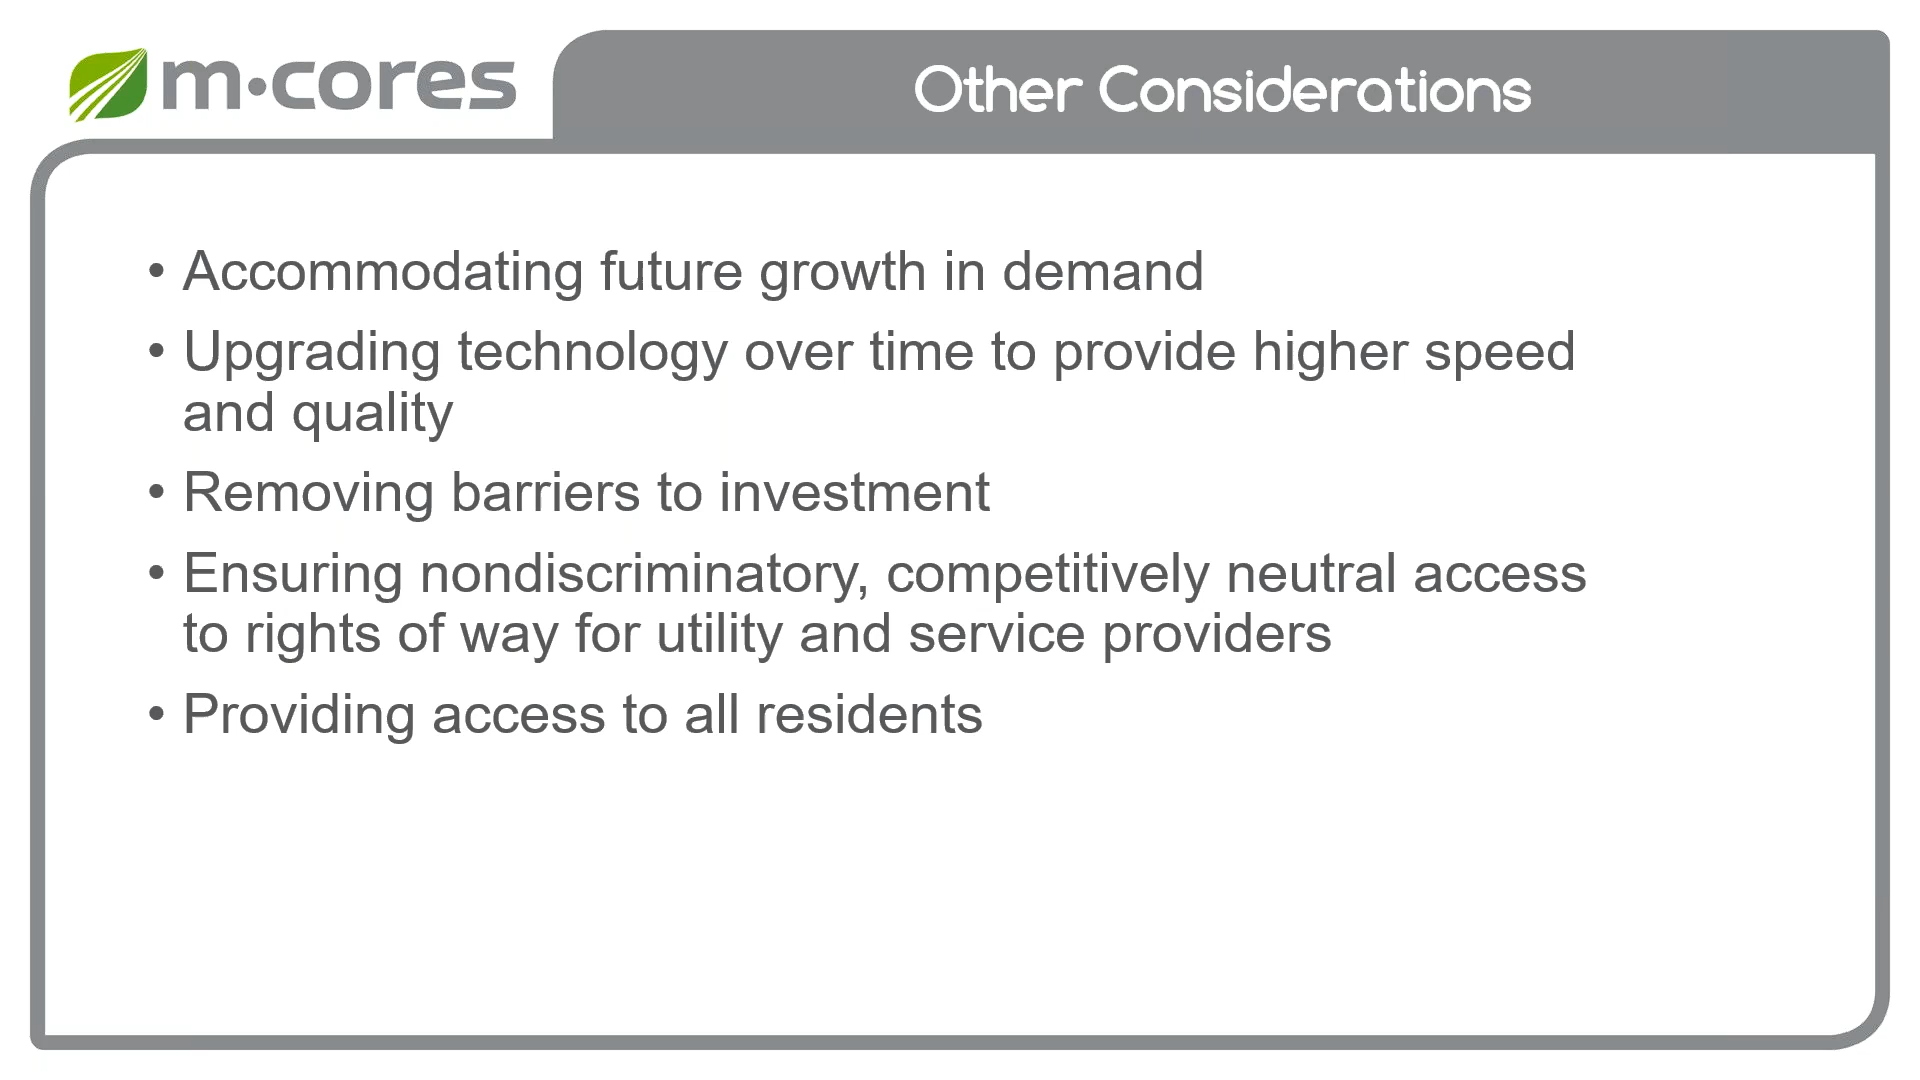 m•cores
Other Considerations
• Accommodating future growth in demand
• Upgrading technology over time to provide higher speed
and quality
• Removing barriers to investment
• Ensuring nondiscriminatory, competitively neutral access
to rights of way for utility and service providers
• Providing access to all residents